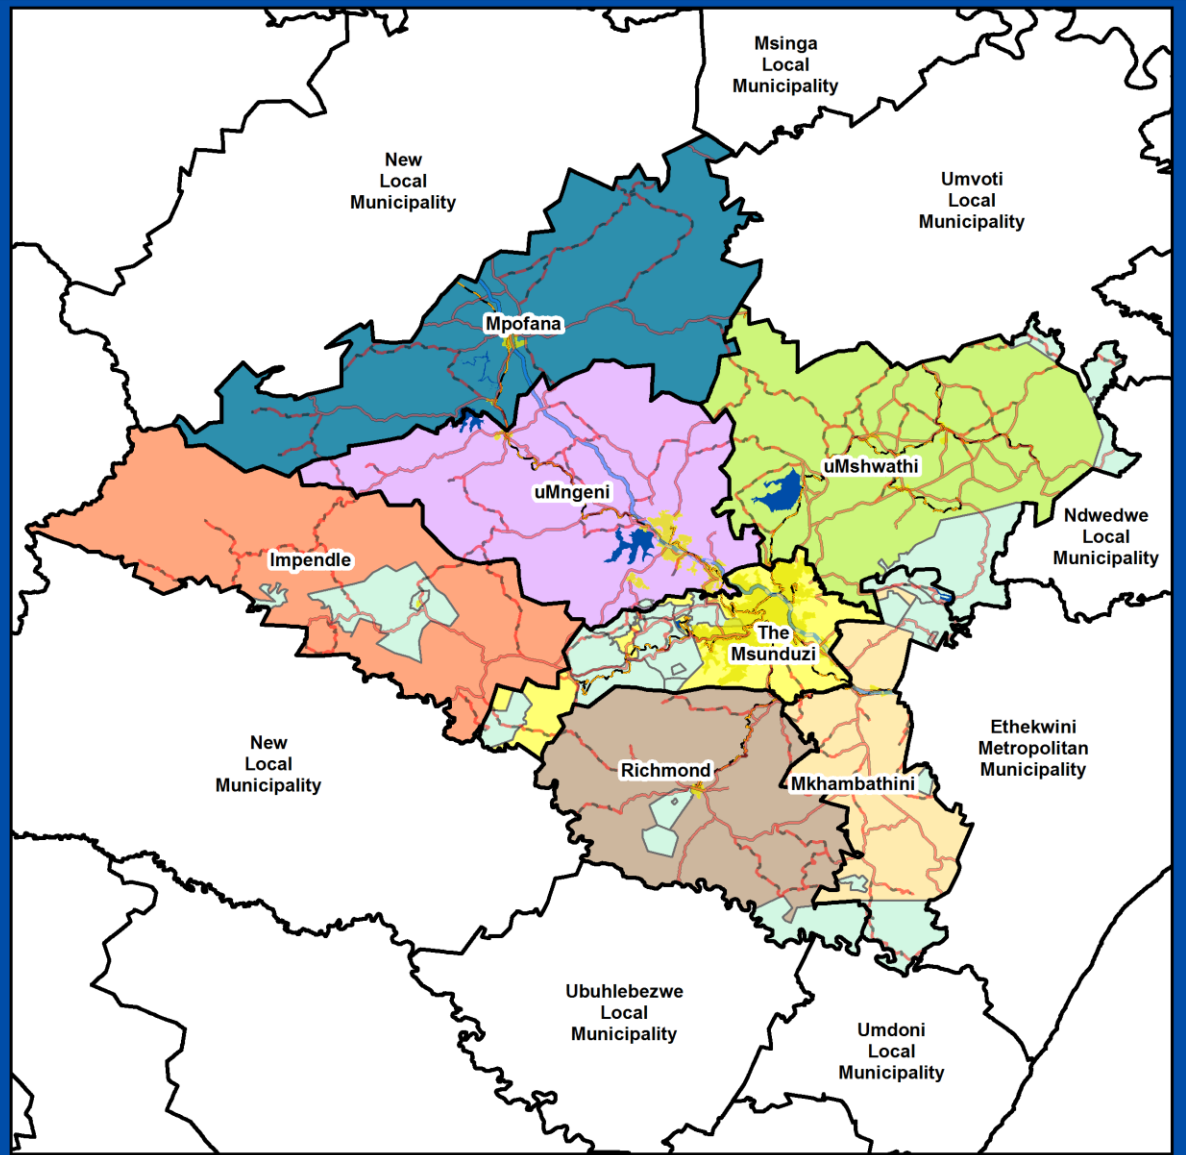 Msinga
Local
Municipality
New
Local
Municipality
Umvoti
Local
Municipality
Mpofana
uMshwathi
uMngeni
Ndwedwe
Local
Municipality
Impendle
The
Msunduzi
New
Local
Municipality
Ethekwini
Metropolitan
Municipality
Richmond
Mkhambathini
Ubuhlebezwe
Local
Municipality
Umdoni
Local
Municipality